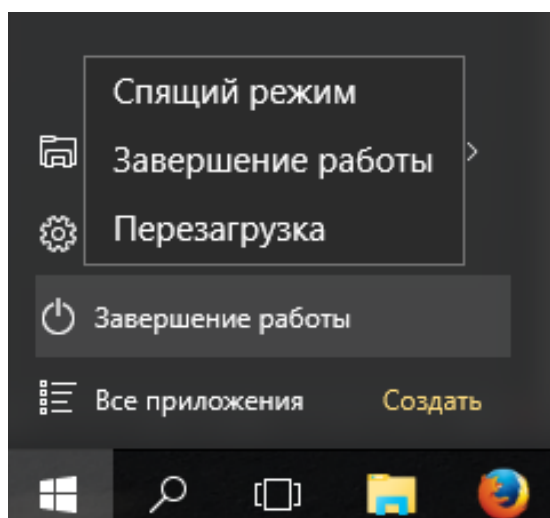 Спящий режим
Завершение работы
Перезагрузка
Завершение работы
Все приложения Создать